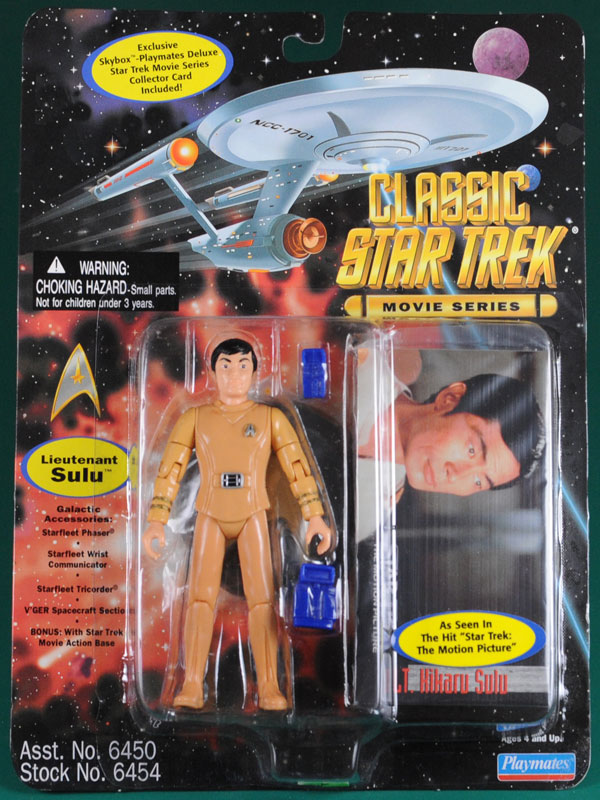 Exclusive
Skybox™-Playmates Deluxe
Star Trek Movie Series
Collector Card
Included!
NCC-1701
CLASSIC
STAR TREK®
MOVIE SERIES
WARNING:
CHOKING HAZARD-Small parts.
Not for children under 3 years.
Lieutenant
Sulu™
Galactic
Accessories:
Starfleet Phaser®
•
Starfleet Wrist
Communicator
•
Starfleet Tricorder®
•
V'GER Spacecraft Section
•
BONUS: With Star Trek
Movie Action Base
As Seen In
The Hit "Star Trek:
The Motion Picture"
LT. Hikaru Sulu
Ages 4 and Up.
Playmates
Asst. No. 6450
Stock No. 6454